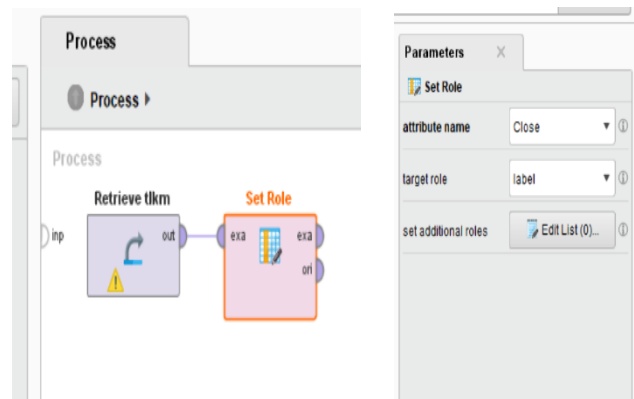 Process
Process
Process
Retrieve tlkm
Set Role
inp
out
exa
exa
ori
Parameters
Set Role
attribute name
Close
target role
label
set additional roles
Edit List (0)...